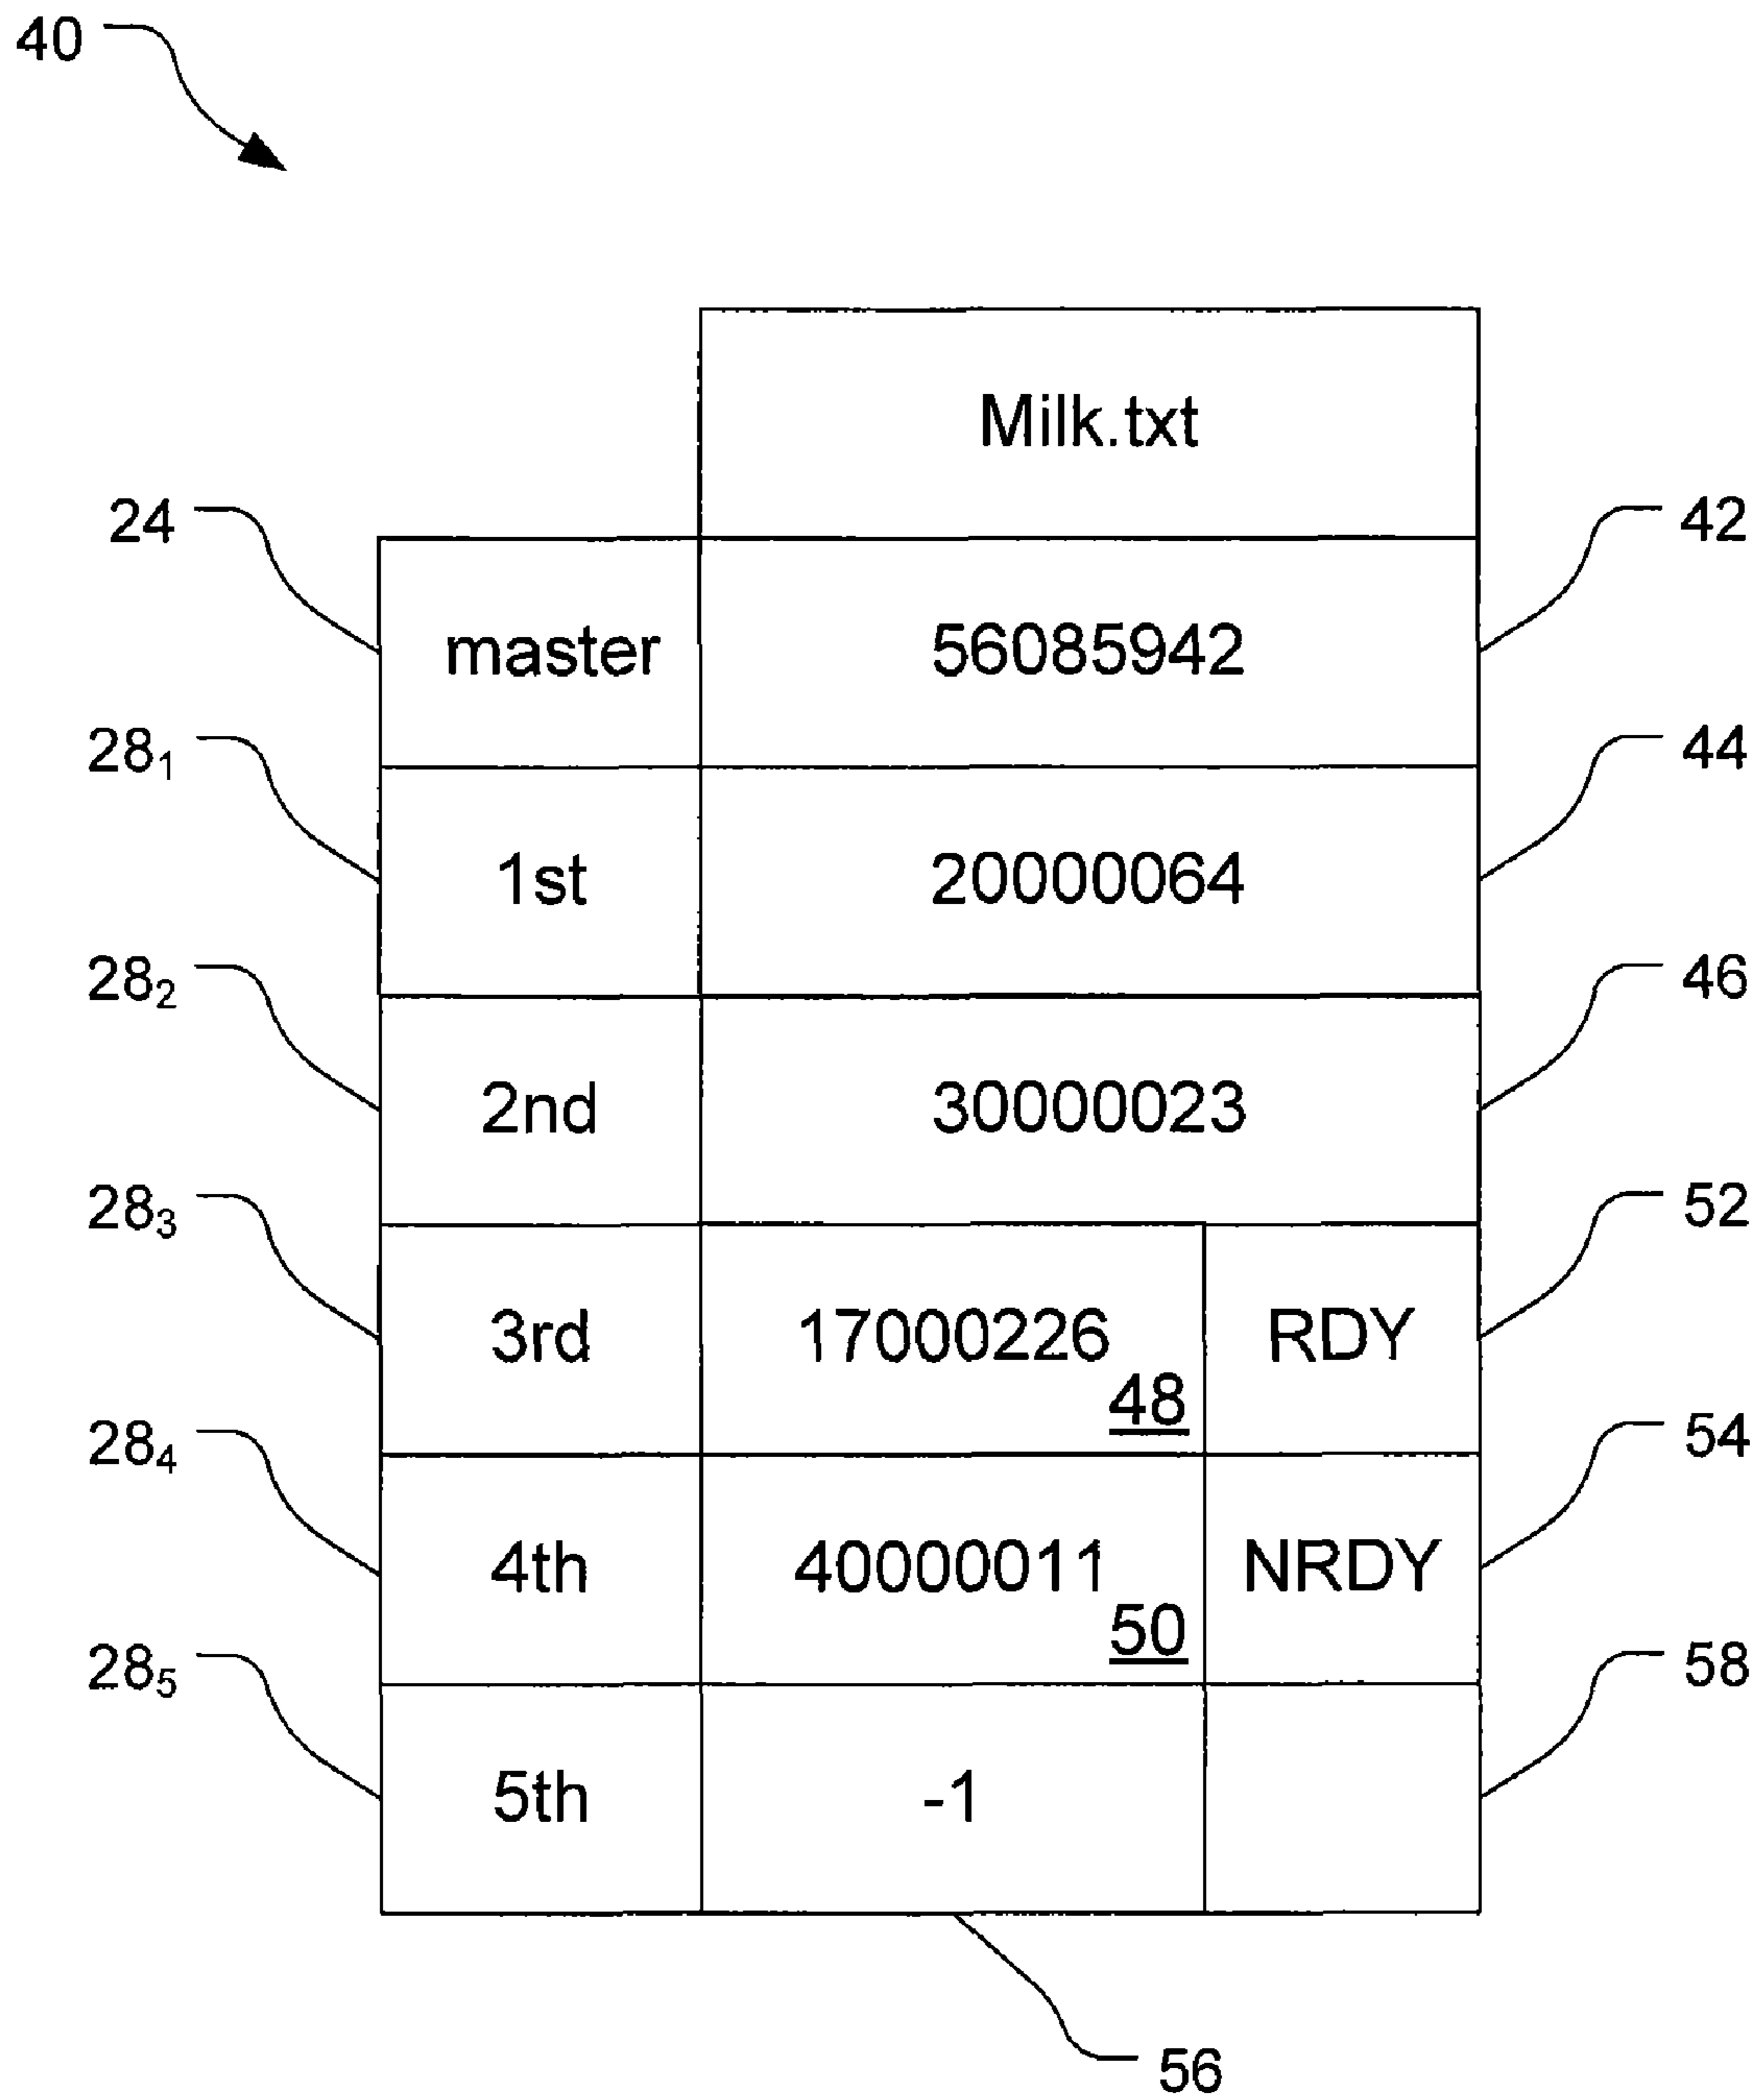 40
Milk.txt
24 master 56085942 42
28₁ 1st 20000064 44
28₂ 2nd 30000023 46
28₃ 3rd 17000226 48 RDY 52
28₄ 4th 40000011 50 NRDY 54
28₅ 5th -1 58
56